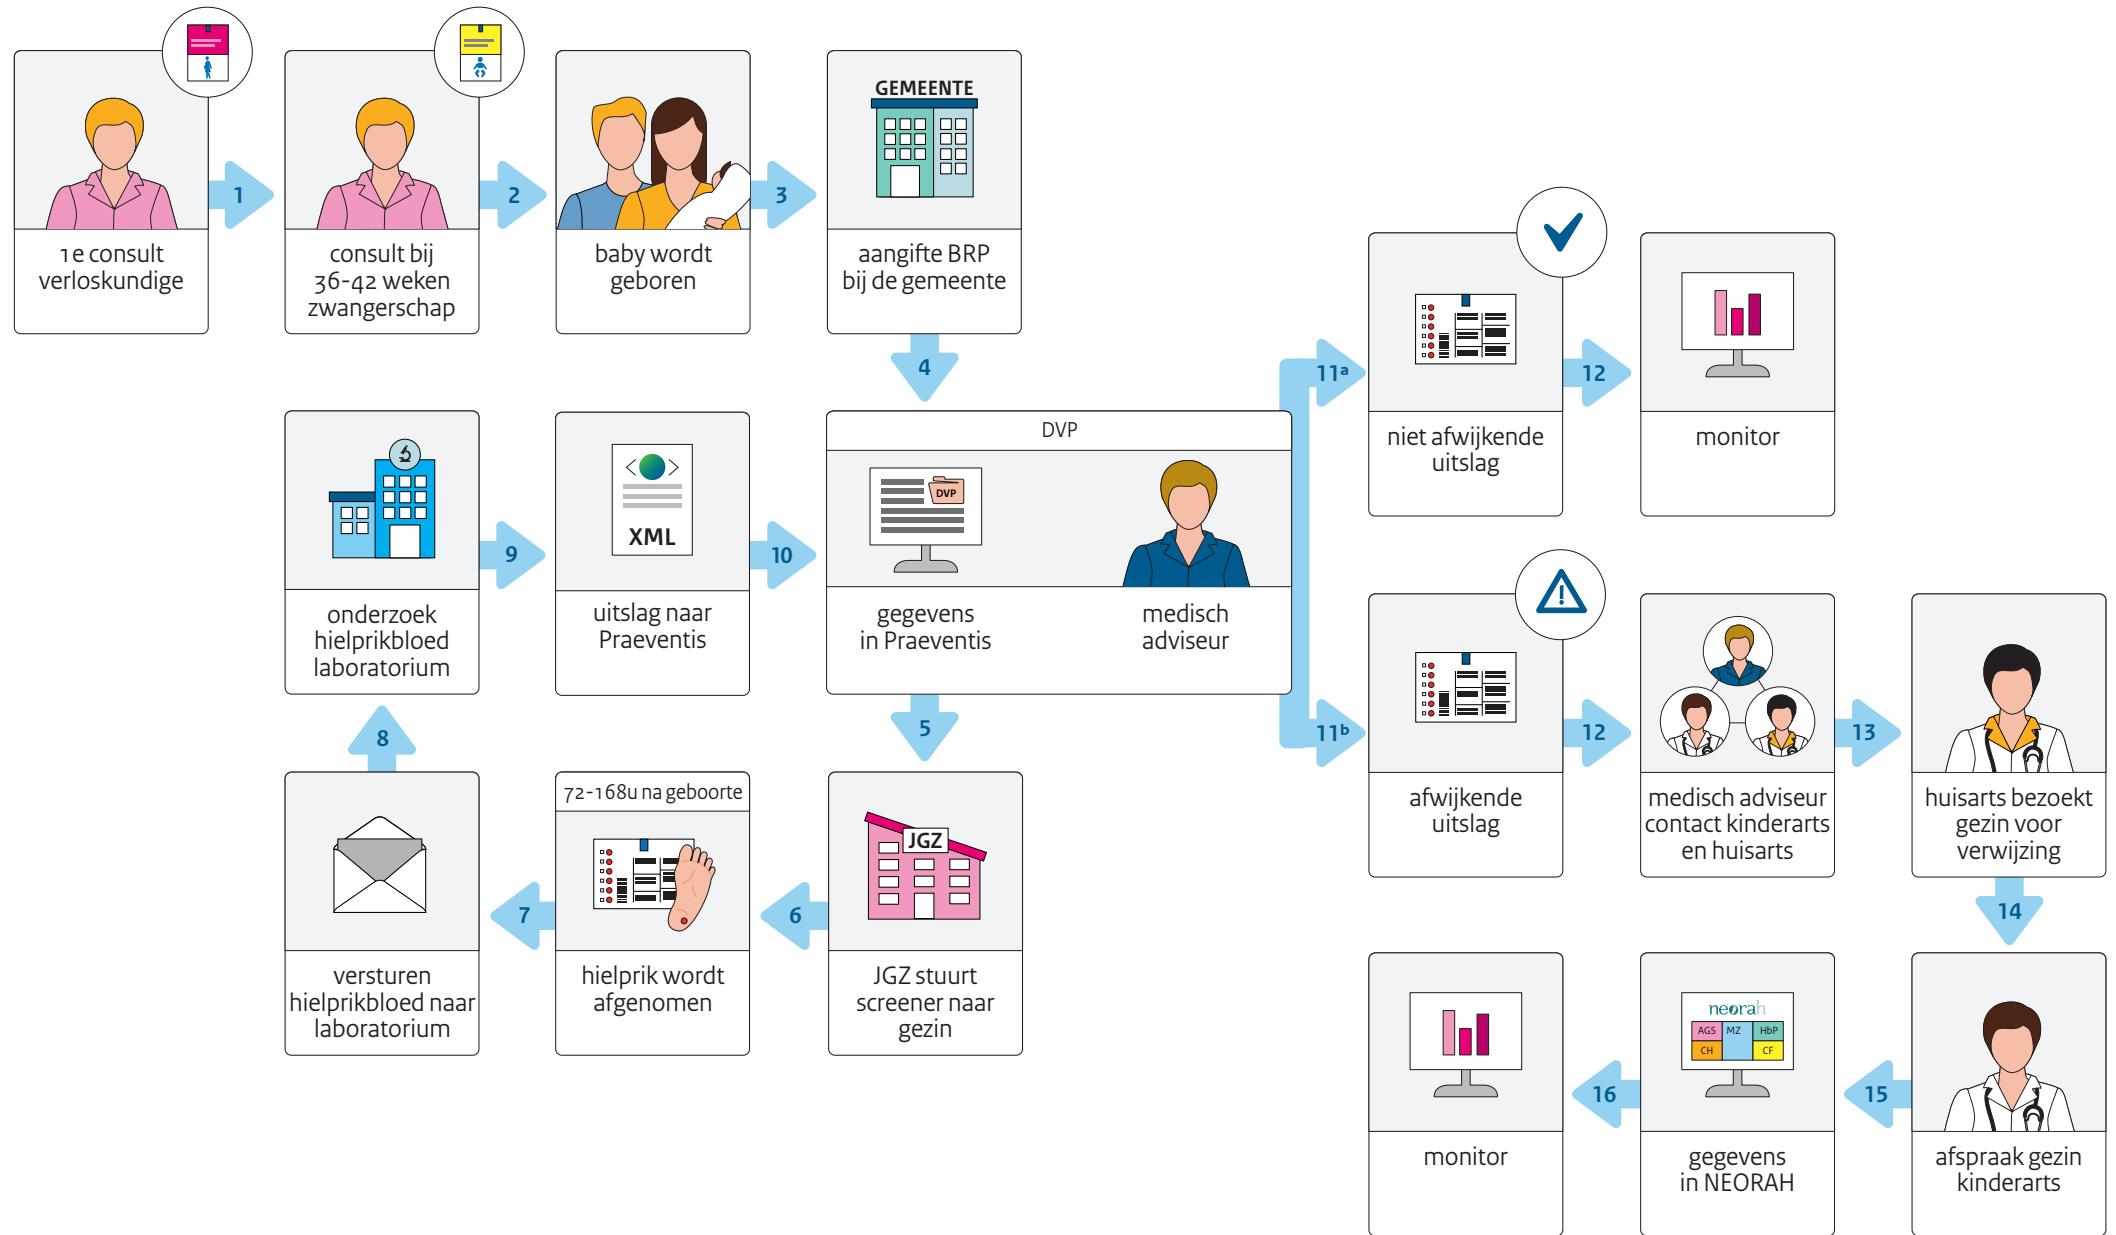 1e consult
verloskundige
1
consult bij
36-42 weken
zwangerschap
2
baby wordt
geboren
3
GEMEENTE
aangifte BRP
bij de gemeente
4
DVP
DVP
gegevens
in Praeventis
medisch
adviseur
5
JGZ
JGZ stuurt
screener naar
gezin
6
72-168u na geboorte
hielprik wordt
afgenomen
7
versturen
hielprikbloed naar
laboratorium
8
onderzoek
hielprikbloed
laboratorium
9
XML
uitslag naar
Praeventis
10
11a
niet afwijkende
uitslag
12
monitor
11b
afwijkende
uitslag
12
medisch adviseur
contact kinderarts
en huisarts
13
huisarts bezoekt
gezin voor
verwijzing
14
afspraak gezin
kinderarts
15
neorah
AGS MZ HbP
CH CF
gegevens
in NEORAH
16
monitor